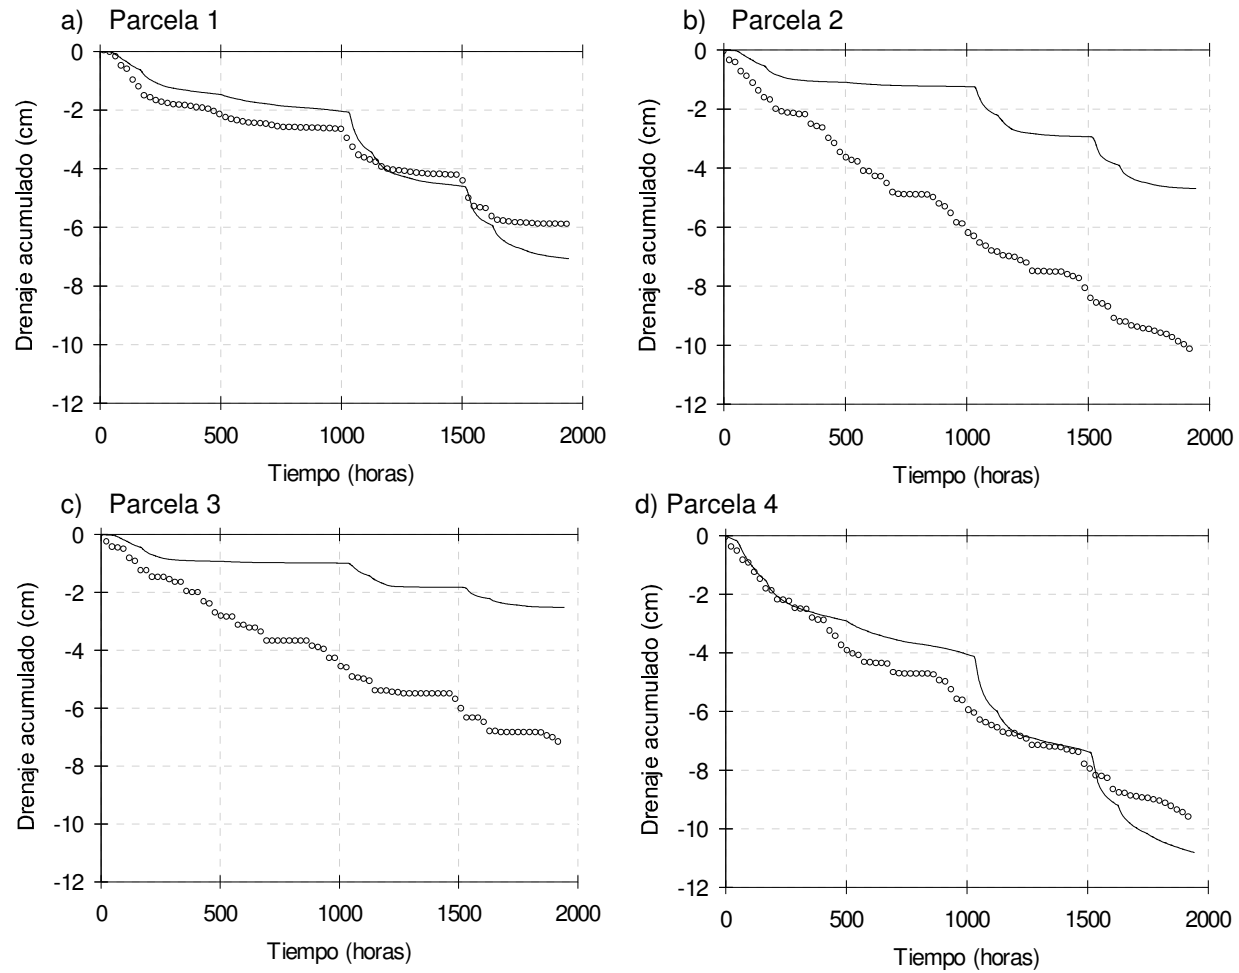 a) Parcela 1
0
-2
-4
-6
-8
-10
-12
Drenaje acumulado (cm)
0 500 1000 1500 2000
Tiempo (horas)
b) Parcela 2
0
-2
-4
-6
-8
-10
-12
Drenaje acumulado (cm)
0 500 1000 1500 2000
Tiempo (horas)
c) Parcela 3
0
-2
-4
-6
-8
-10
-12
Drenaje acumulado (cm)
0 500 1000 1500 2000
Tiempo (horas)
d) Parcela 4
0
-2
-4
-6
-8
-10
-12
Drenaje acumulado (cm)
0 500 1000 1500 2000
Tiempo (horas)